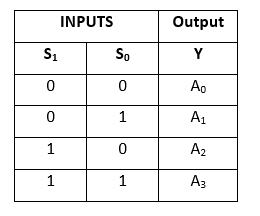 INPUTS Output
S₁ S₀ Y
0 0 A₀
0 1 A₁
1 0 A₂
1 1 A₃